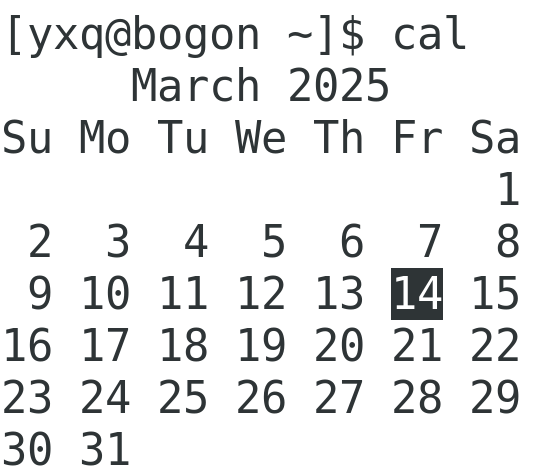 [yxq@bogon ~]$ cal
     March 2025
Su Mo Tu We Th Fr Sa
                   1
 2  3  4  5  6  7  8
 9 10 11 12 13 14 15
16 17 18 19 20 21 22
23 24 25 26 27 28 29
30 31